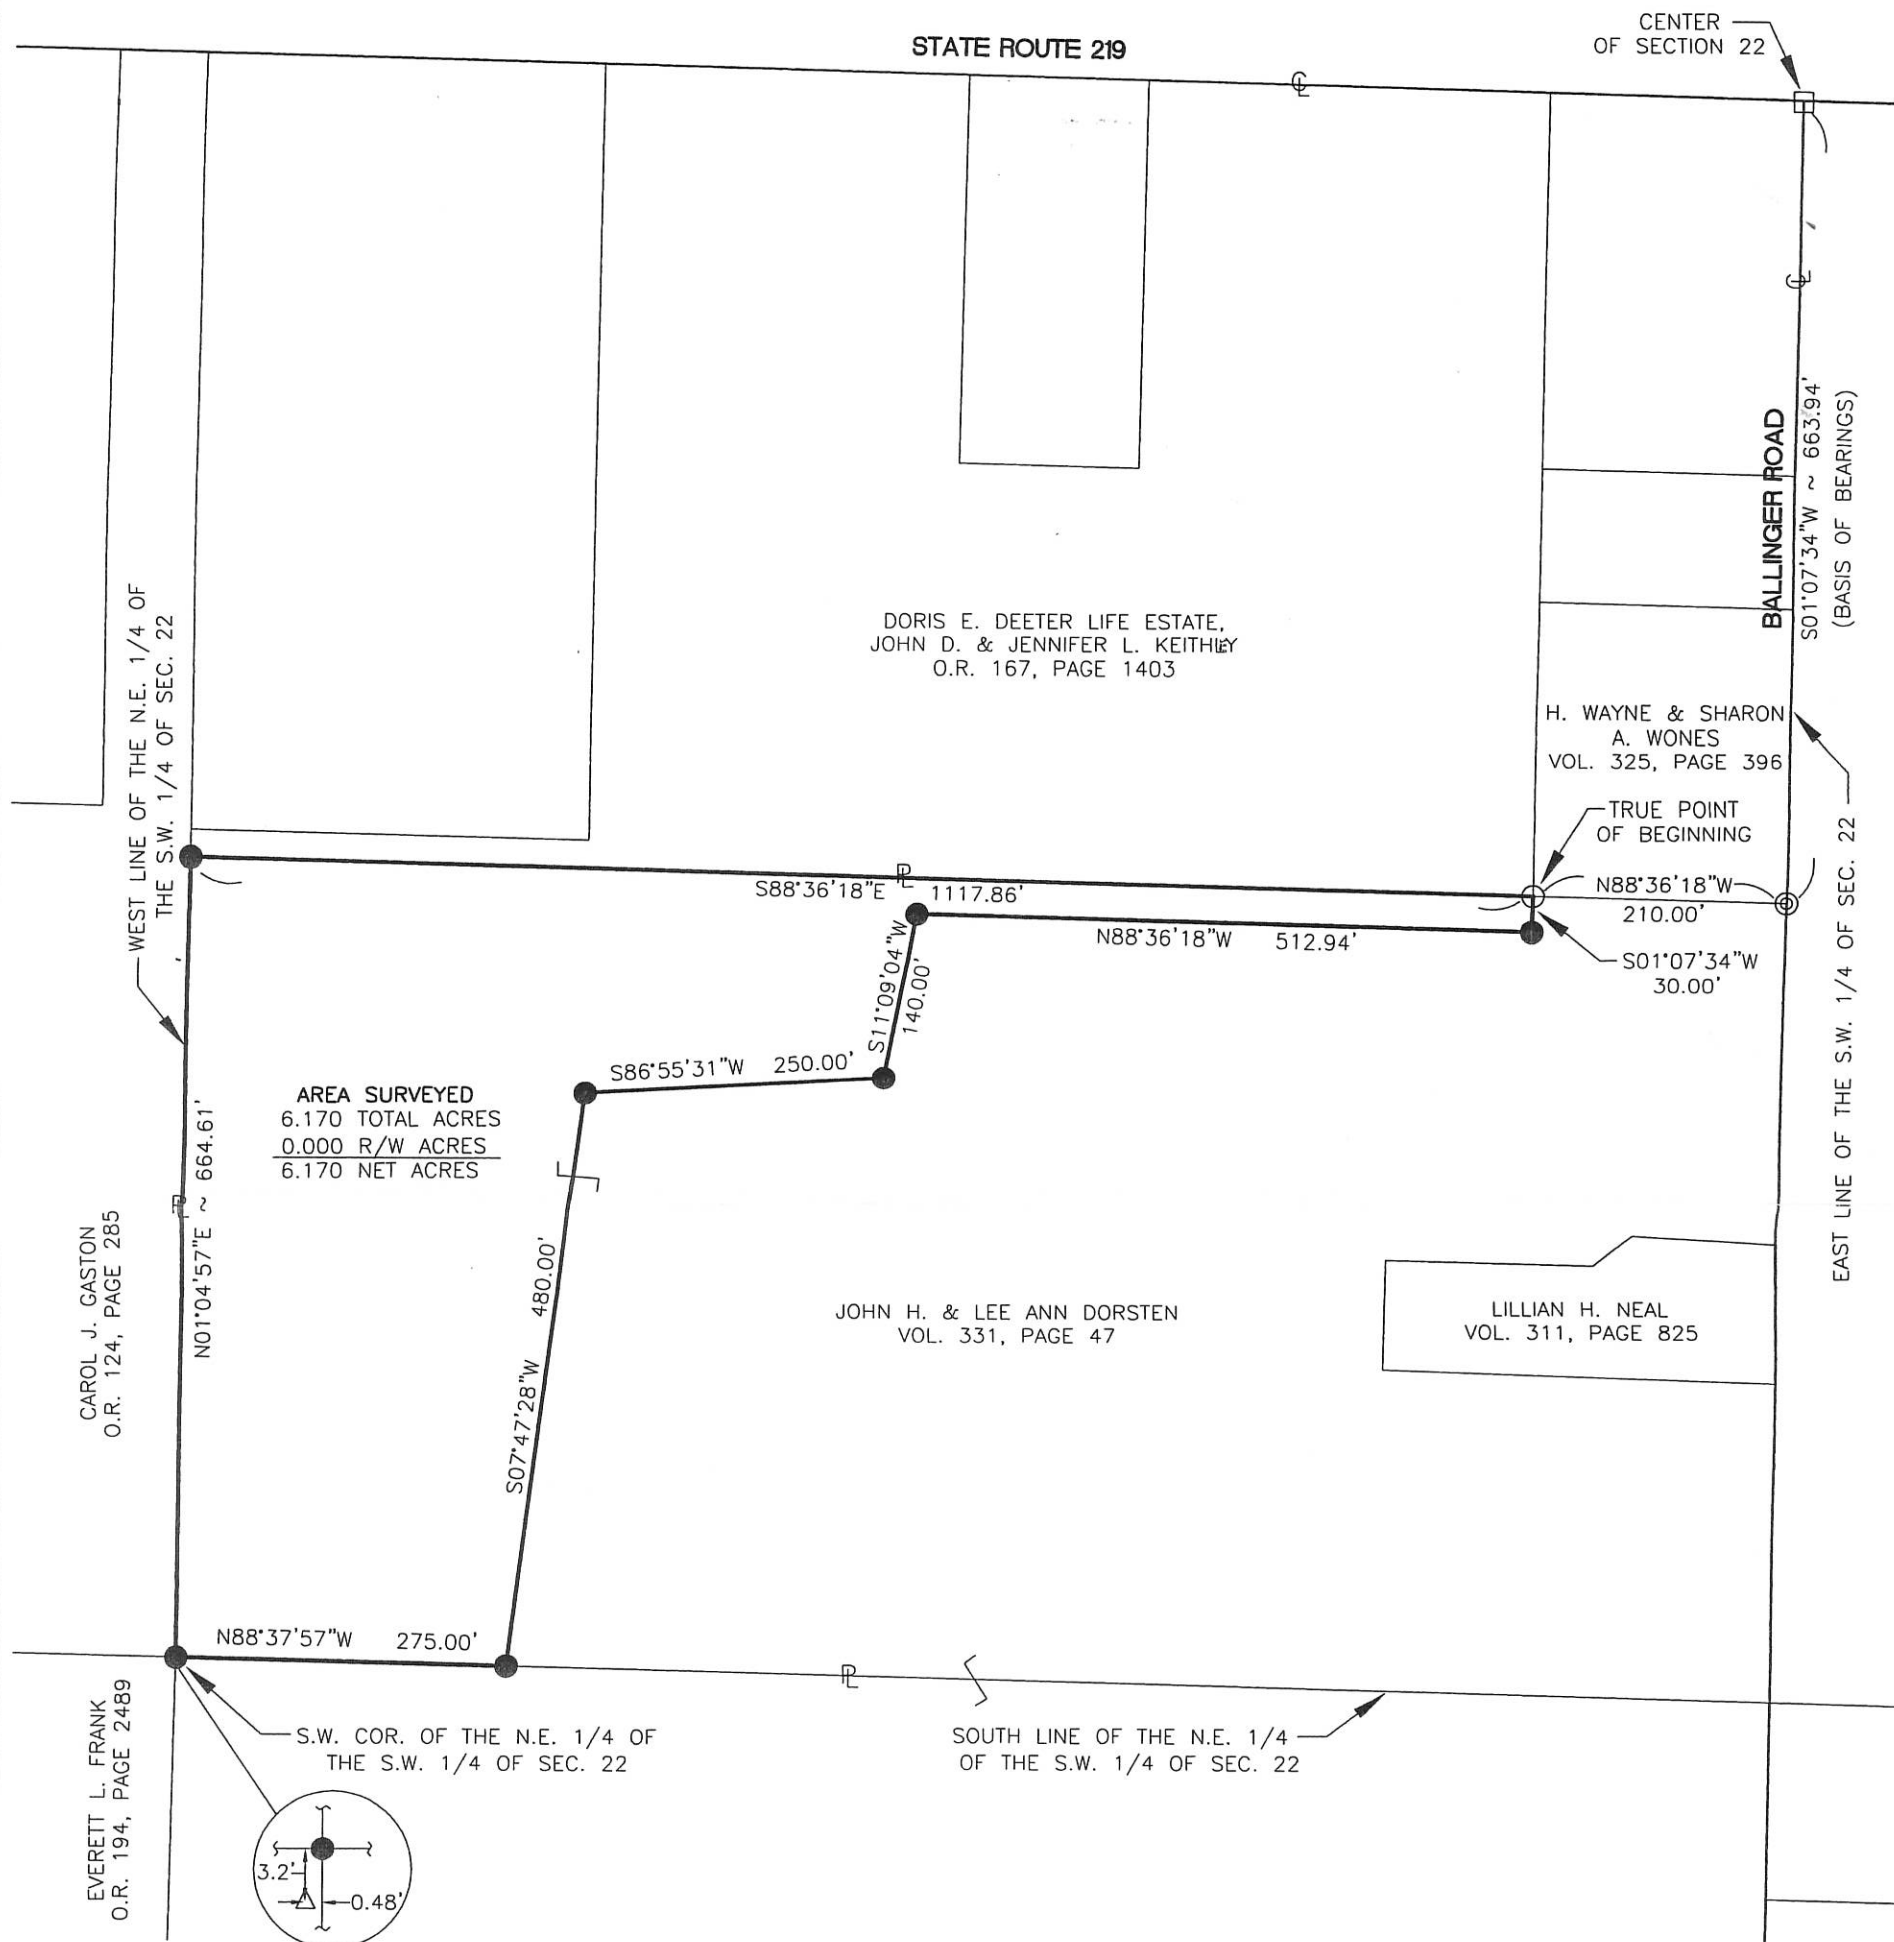 CENTER
OF SECTION 22
STATE ROUTE 219
BALLINGER ROAD
S01°07'34"W ~ 663.94'
(BASIS OF BEARINGS)
WEST LINE OF THE N.E. 1/4 OF
THE S.W. 1/4 OF SEC. 22
DORIS E. DEETER LIFE ESTATE,
JOHN D. & JENNIFER L. KEITHLEY
O.R. 167, PAGE 1403
H. WAYNE & SHARON
A. WONES
VOL. 325, PAGE 396
TRUE POINT
OF BEGINNING
S88°36'18"E 1117.86'
N88°36'18"W
210.00'
N88°36'18"W 512.94'
S01°07'34"W
30.00'
EAST LINE OF THE S.W. 1/4 OF SEC. 22
S11°09'04"W
140.00'
S86°55'31"W 250.00'
AREA SURVEYED
6.170 TOTAL ACRES
0.000 R/W ACRES
6.170 NET ACRES
N01°04'57"E ~ 664.61'
CAROL J. GASTON
O.R. 124, PAGE 285
S07°47'28"W 480.00'
JOHN H. & LEE ANN DORSTEN
VOL. 331, PAGE 47
LILLIAN H. NEAL
VOL. 311, PAGE 825
N88°37'57"W 275.00'
S.W. COR. OF THE N.E. 1/4 OF
THE S.W. 1/4 OF SEC. 22
SOUTH LINE OF THE N.E. 1/4
OF THE S.W. 1/4 OF SEC. 22
EVERETT L. FRANK
O.R. 194, PAGE 2489
3.2'
0.48'